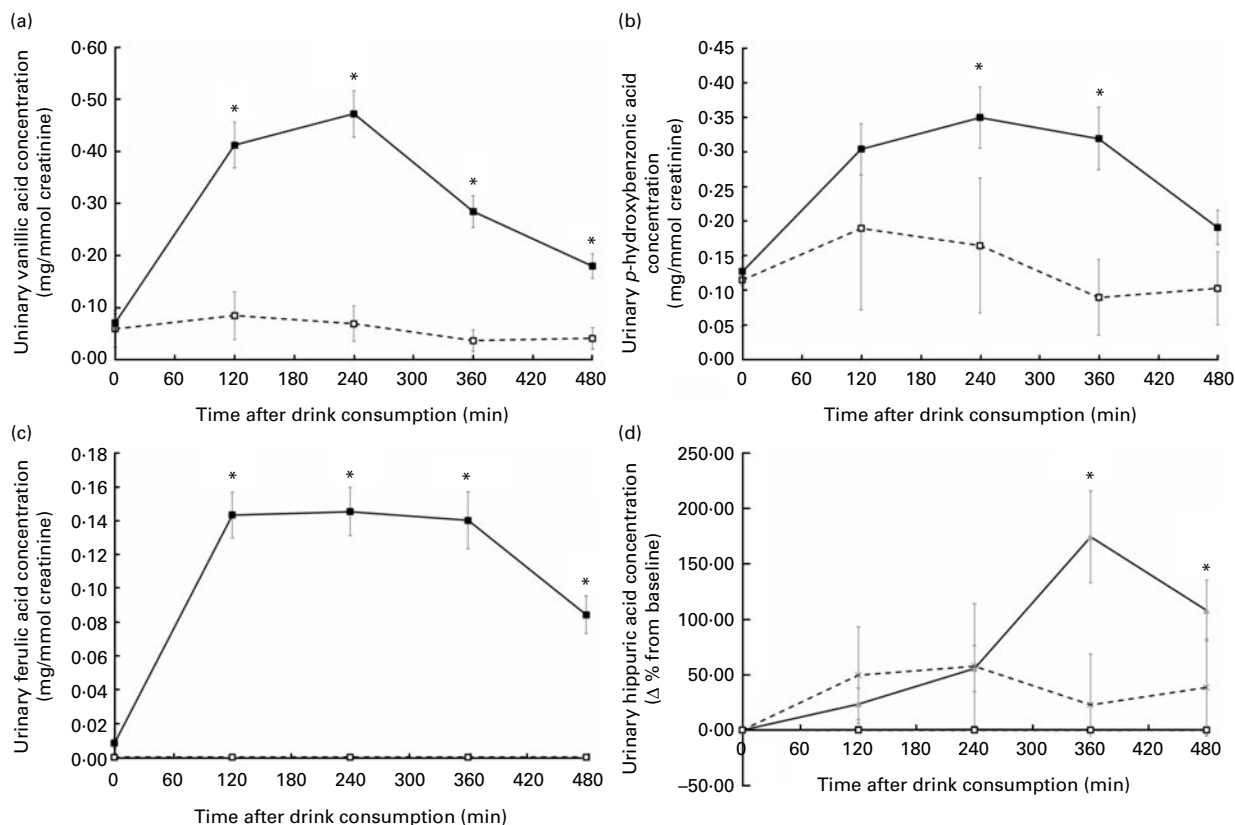 (a)
Uninary vanillic acid concentration
(mg/mmol creatinine)
0·60
0·50
0·40
0·30
0·20
0·10
0·00
*
*
*
*
0 60 120 180 240 300 360 420 480
Time after drink consumption (min)
(b)
Urinary p-hydroxybenzonic acid
concentration
(mg/mmol creatinine)
0·45
0·40
0·35
0·30
0·25
0·20
0·15
0·10
0·05
0·00
*
*
0 60 120 180 240 300 360 420 480
Time after drink consumption (min)
(c)
Urinary ferulic acid concentration
(mg/mmol creatinine)
0·18
0·16
0·14
0·12
0·10
0·08
0·06
0·04
0·02
0·00
*
*
*
*
0 60 120 180 240 300 360 420 480
Time after drink consumption (min)
(d)
Urinary hippuric acid concentration
(Δ % from baseline)
250·00
200·00
150·00
100·00
50·00
0·00
–50·00
*
*
0 60 120 180 240 300 360 420 480
Time after drink consumption (min)